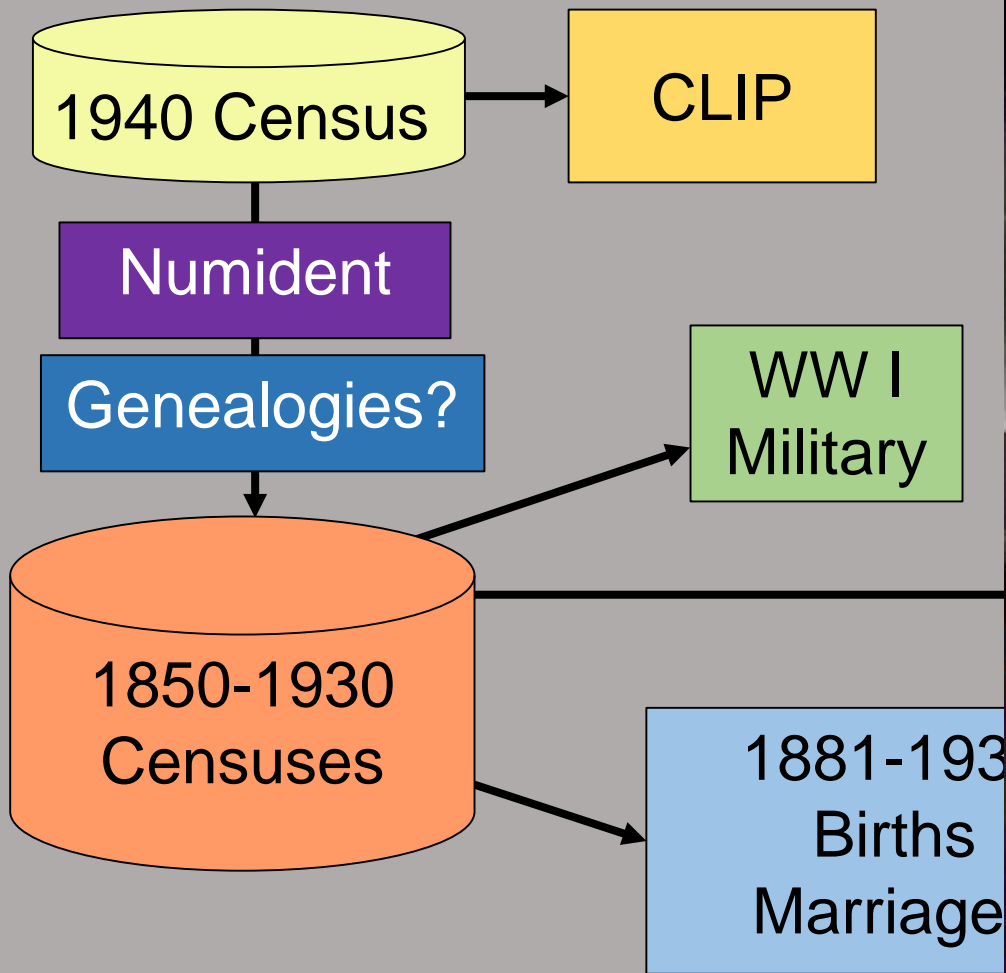 1940 Census
CLIP
Numident
Genealogies?
WW I
Military
1850-1930
Censuses
1881-193
Births
Marriage